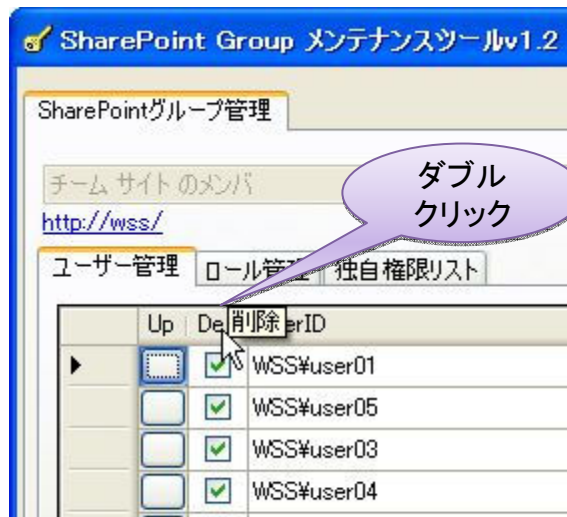 SharePoint Group メンテナンスツールv1.2
SharePointグループ管理
チーム サイト のメンバ
ダブル
クリック
http://wss/
ユーザー管理 ロール管理 独自権限リスト
Up De 削除 erID
WSS¥user01
WSS¥user05
WSS¥user03
WSS¥user04